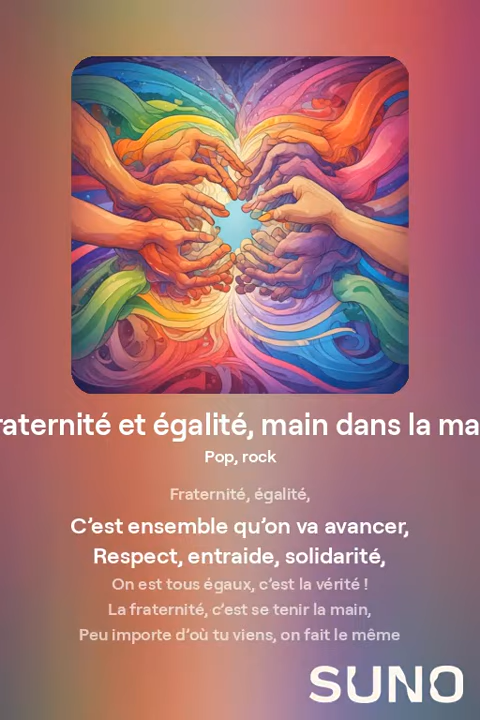 raternité et égalité, main dans la ma
Pop, rock
Fraternité, égalité,
C’est ensemble qu’on va avancer,
Respect, entraide, solidarité,
On est tous égaux, c’est la vérité !
La fraternité, c’est se tenir la main,
Peu importe d’où tu viens, on fait le même
SUNO